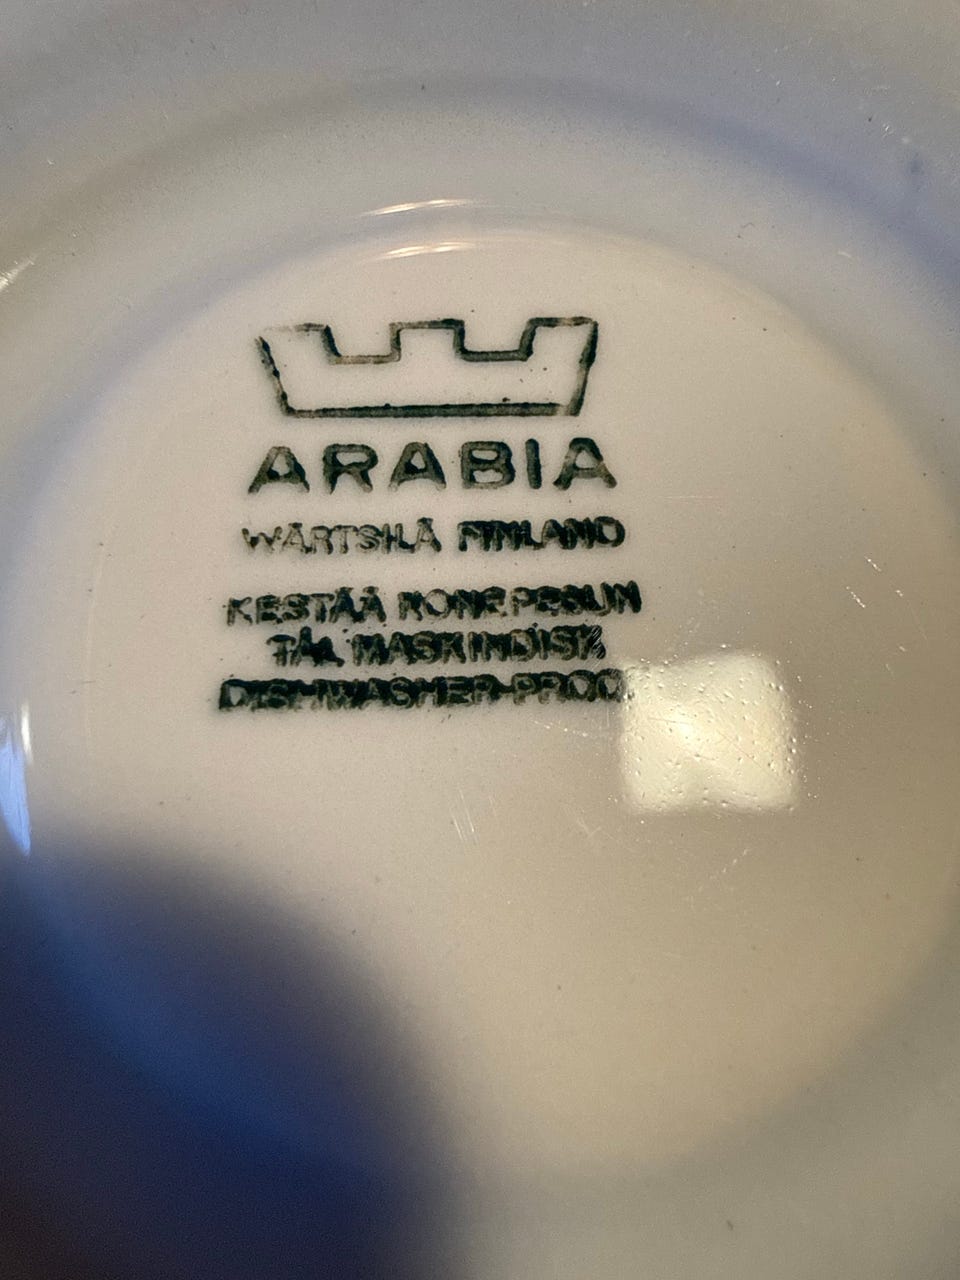 ARABIA
WÄRTSILÄ FINLAND
KESTÄÄ KONEPESUN
TÅL MASKINDISK
DISHWASHER-PROOF